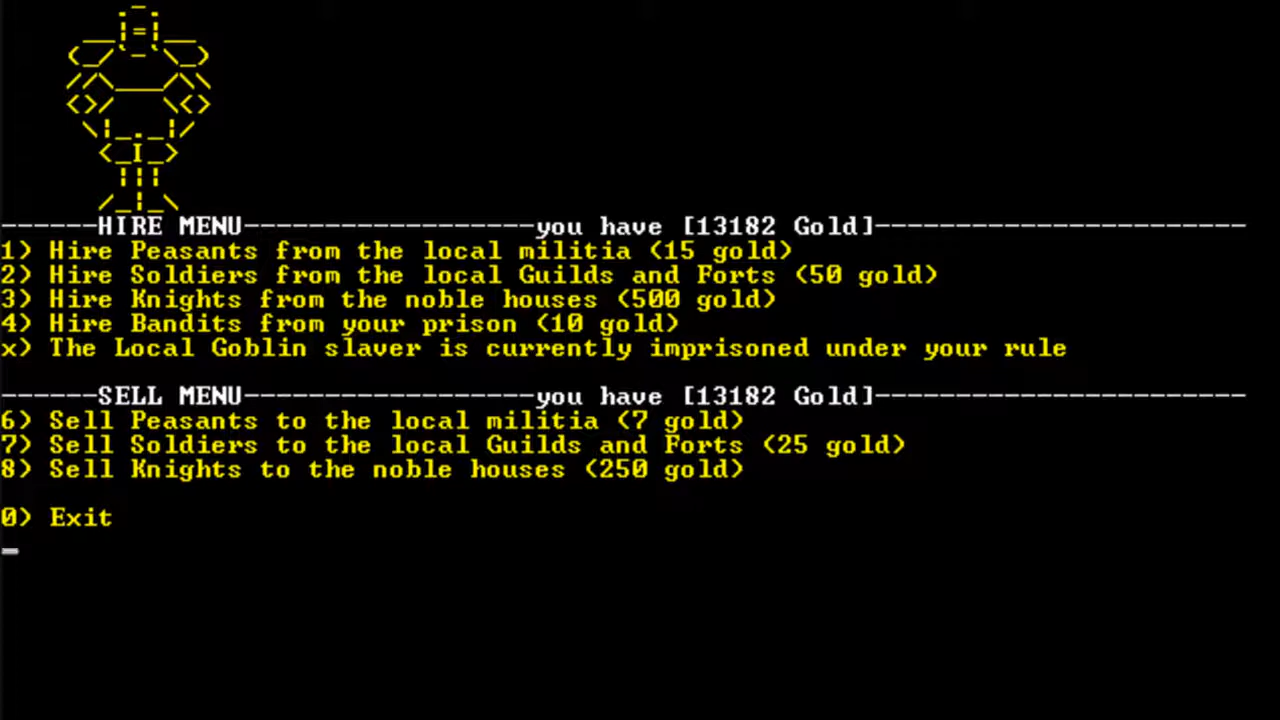 ------HIRE MENU------------------you have [13182 Gold]-----------------------
1) Hire Peasants from the local militia (15 gold)
2) Hire Soldiers from the local Guilds and Forts (50 gold)
3) Hire Knights from the noble houses (500 gold)
4) Hire Bandits from your prison (10 gold)
x) The Local Goblin slaver is currently imprisoned under your rule
------SELL MENU------------------you have [13182 Gold]-----------------------
6) Sell Peasants to the local militia (7 gold)
7) Sell Soldiers to the local Guilds and Forts (25 gold)
8) Sell Knights to the noble houses (250 gold)
0) Exit